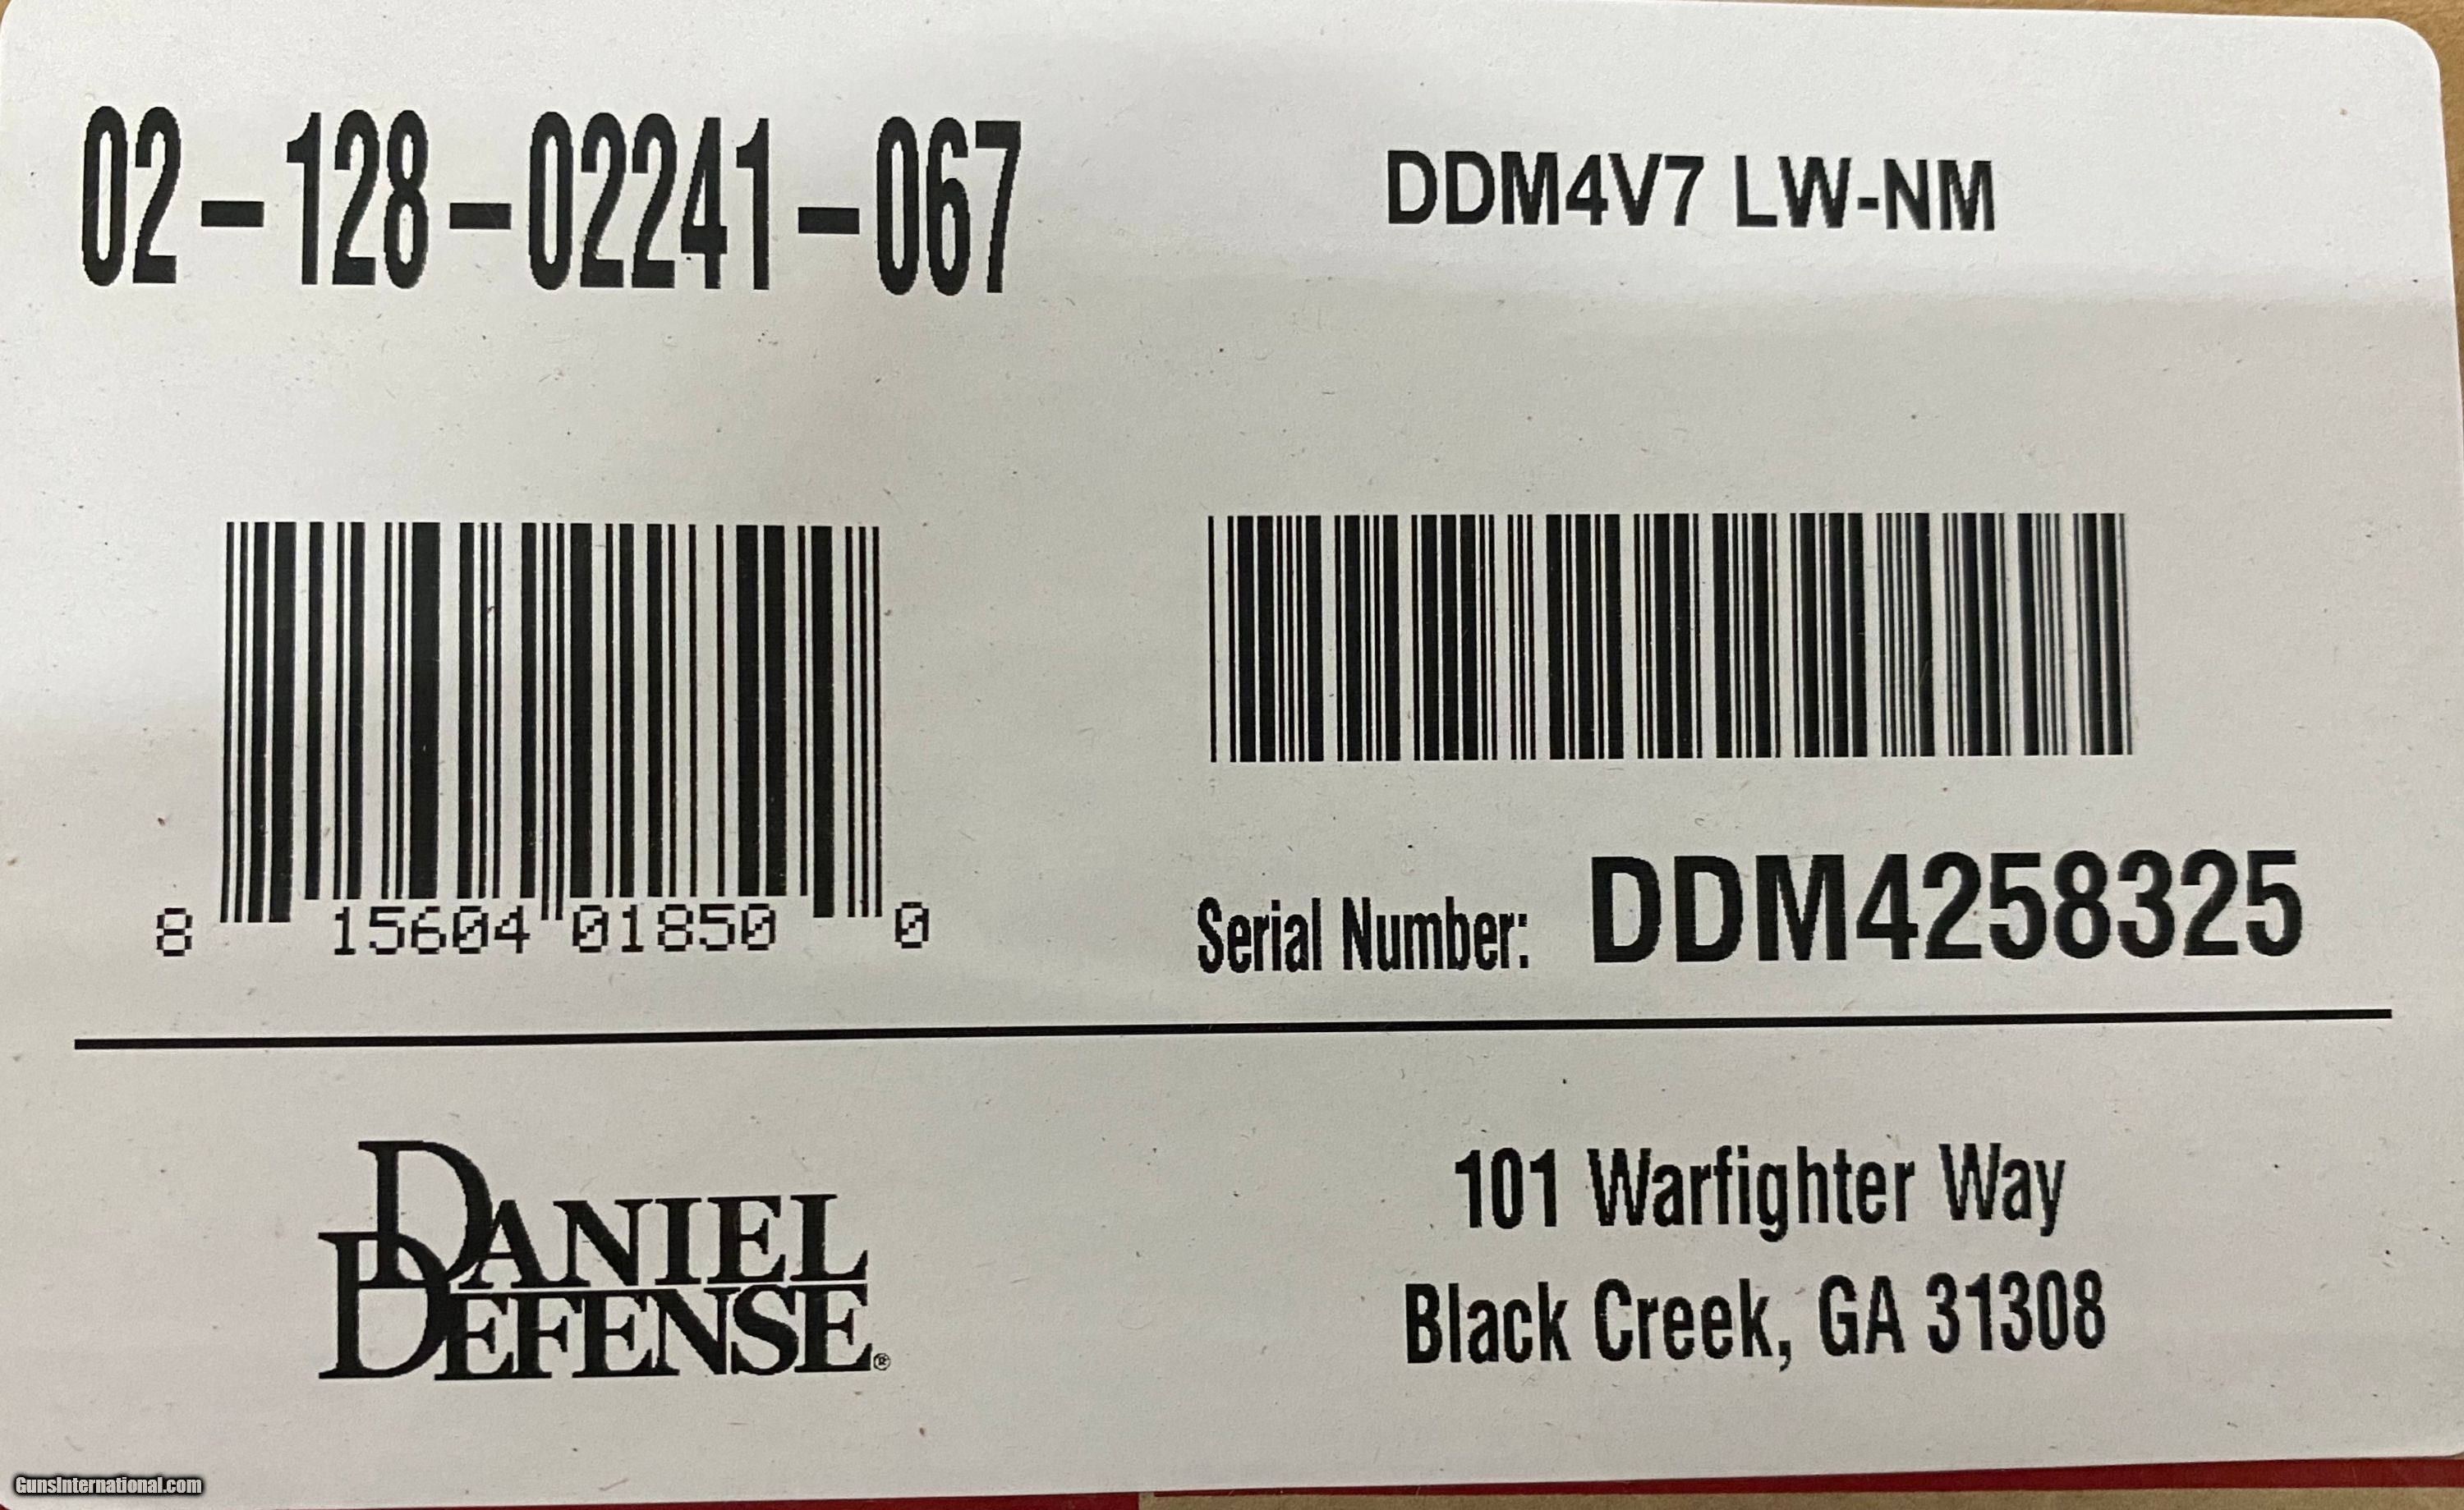 02-128-02241-067
DDM4V7 LW-NM
8 15604 01850 0
Serial Number: DDM4258325
DANIEL
DEFENSE®
101 Warfighter Way
Black Creek, GA 31308
GunsInternational.com